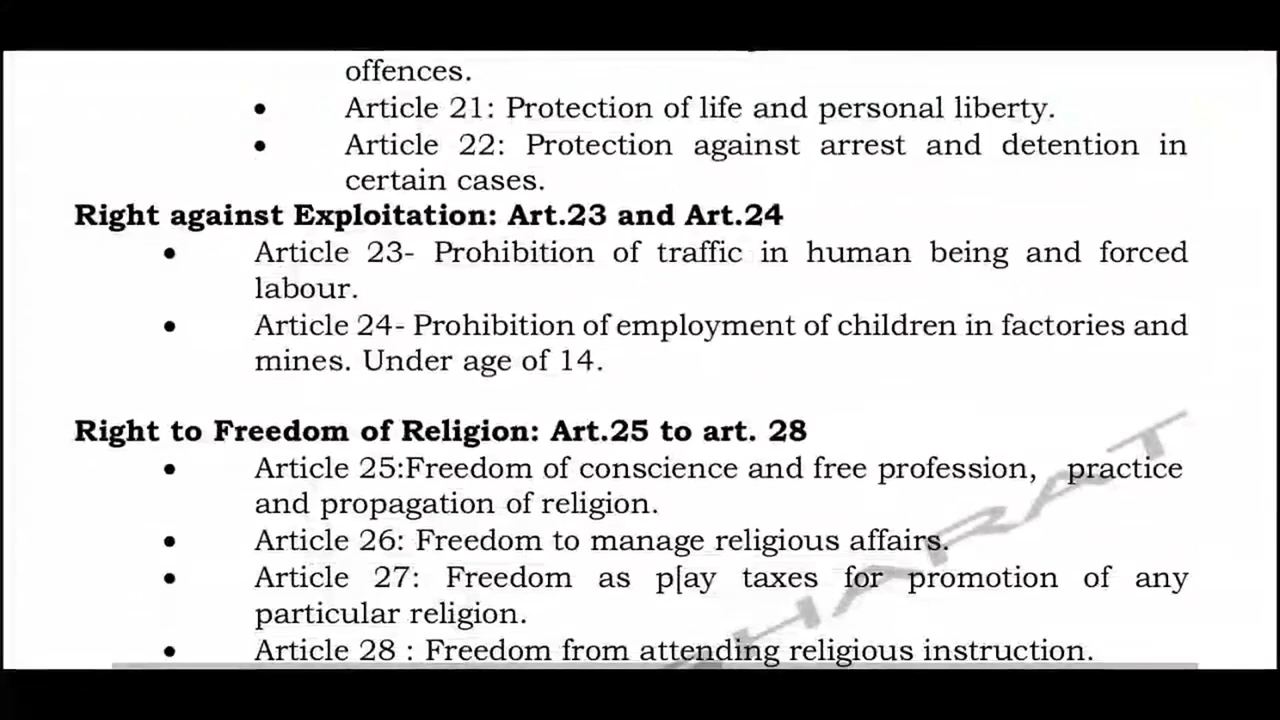 offences.
• Article 21: Protection of life and personal liberty.
• Article 22: Protection against arrest and detention in
certain cases.
Right against Exploitation: Art.23 and Art.24
• Article 23- Prohibition of traffic in human being and forced
labour.
• Article 24- Prohibition of employment of children in factories and
mines. Under age of 14.
Right to Freedom of Religion: Art.25 to art. 28
• Article 25:Freedom of conscience and free profession, practice
and propagation of religion.
• Article 26: Freedom to manage religious affairs.
• Article 27: Freedom as p[ay taxes for promotion of any
particular religion.
• Article 28 : Freedom from attending religious instruction.
HARAT